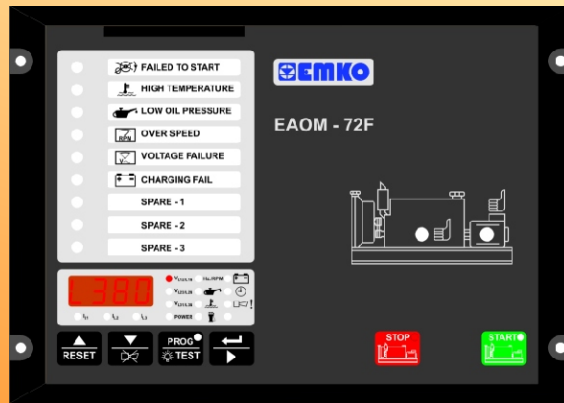 FAILED TO START
HIGH TEMPERATURE
LOW OIL PRESSURE
OVER SPEED
RPM
VOLTAGE FAILURE
CHARGING FAIL
SPARE - 1
SPARE - 2
SPARE - 3
EMKO
EAOM - 72F
L380
POWER
RESET
PROG
TEST
STOP
START